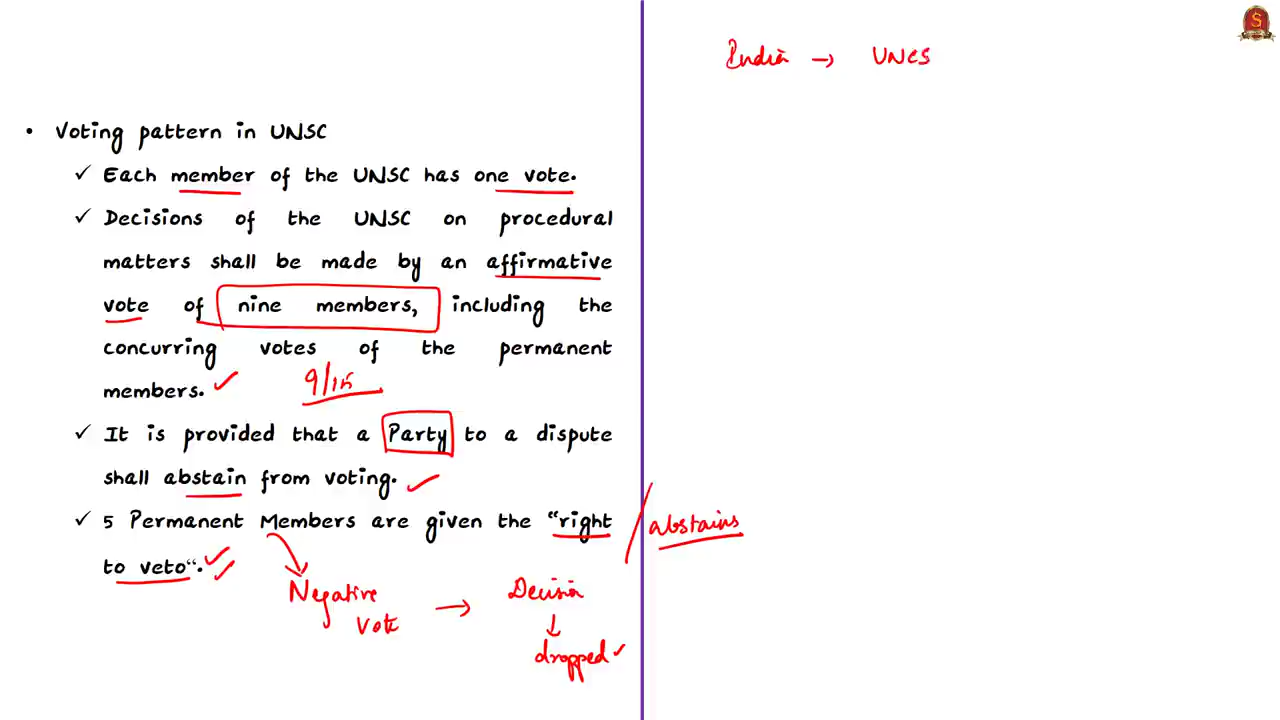 • Voting pattern in UNSC
✓ Each member of the UNSC has one vote.
✓ Decisions of the UNSC on procedural
matters shall be made by an affirmative
vote of nine members, including the
concurring votes of the permanent
members.
9/15
✓ It is provided that a Party to a dispute
shall abstain from voting.
✓ 5 Permanent Members are given the “right
to veto“.
/ abstains
Negative
Vote
→ Decision
↓
dropped ✓
India → UNCS
S